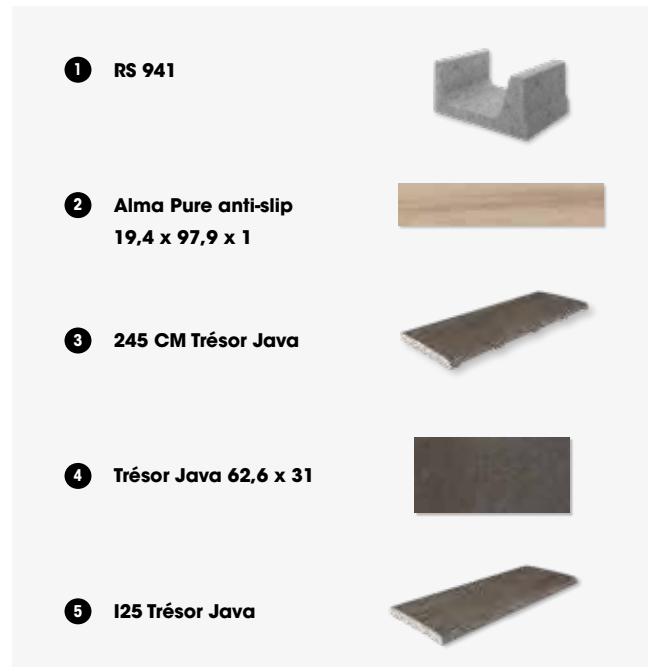 1 RS 941
2 Alma Pure anti-slip
19,4 x 97,9 x 1
3 245 CM Trésor Java
4 Trésor Java 62,6 x 31
5 I25 Trésor Java